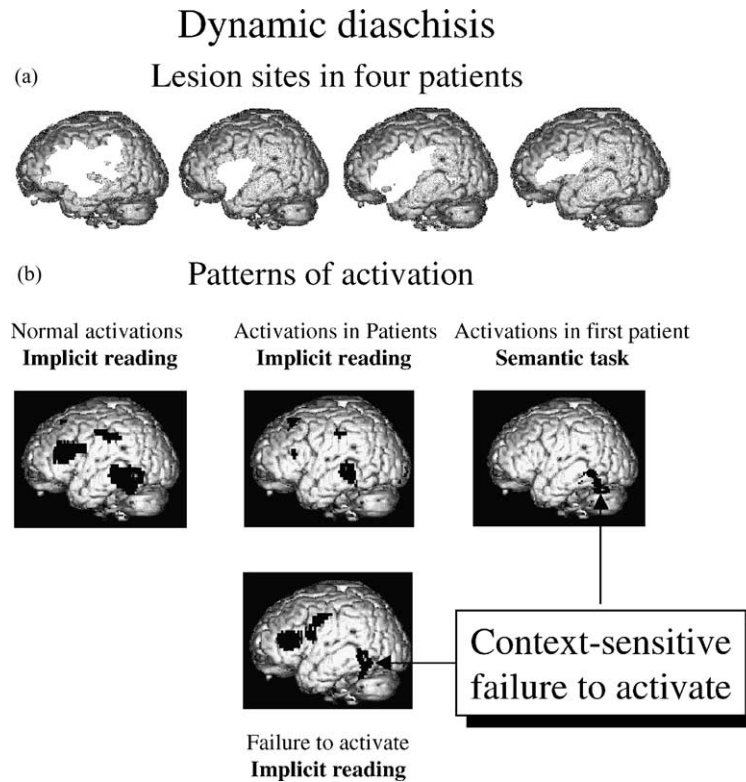 Dynamic diaschisis
(a)
Lesion sites in four patients
(b)
Patterns of activation
Normal activations
Implicit reading
Activations in Patients
Implicit reading
Activations in first patient
Semantic task
Context-sensitive
failure to activate
Failure to activate
Implicit reading